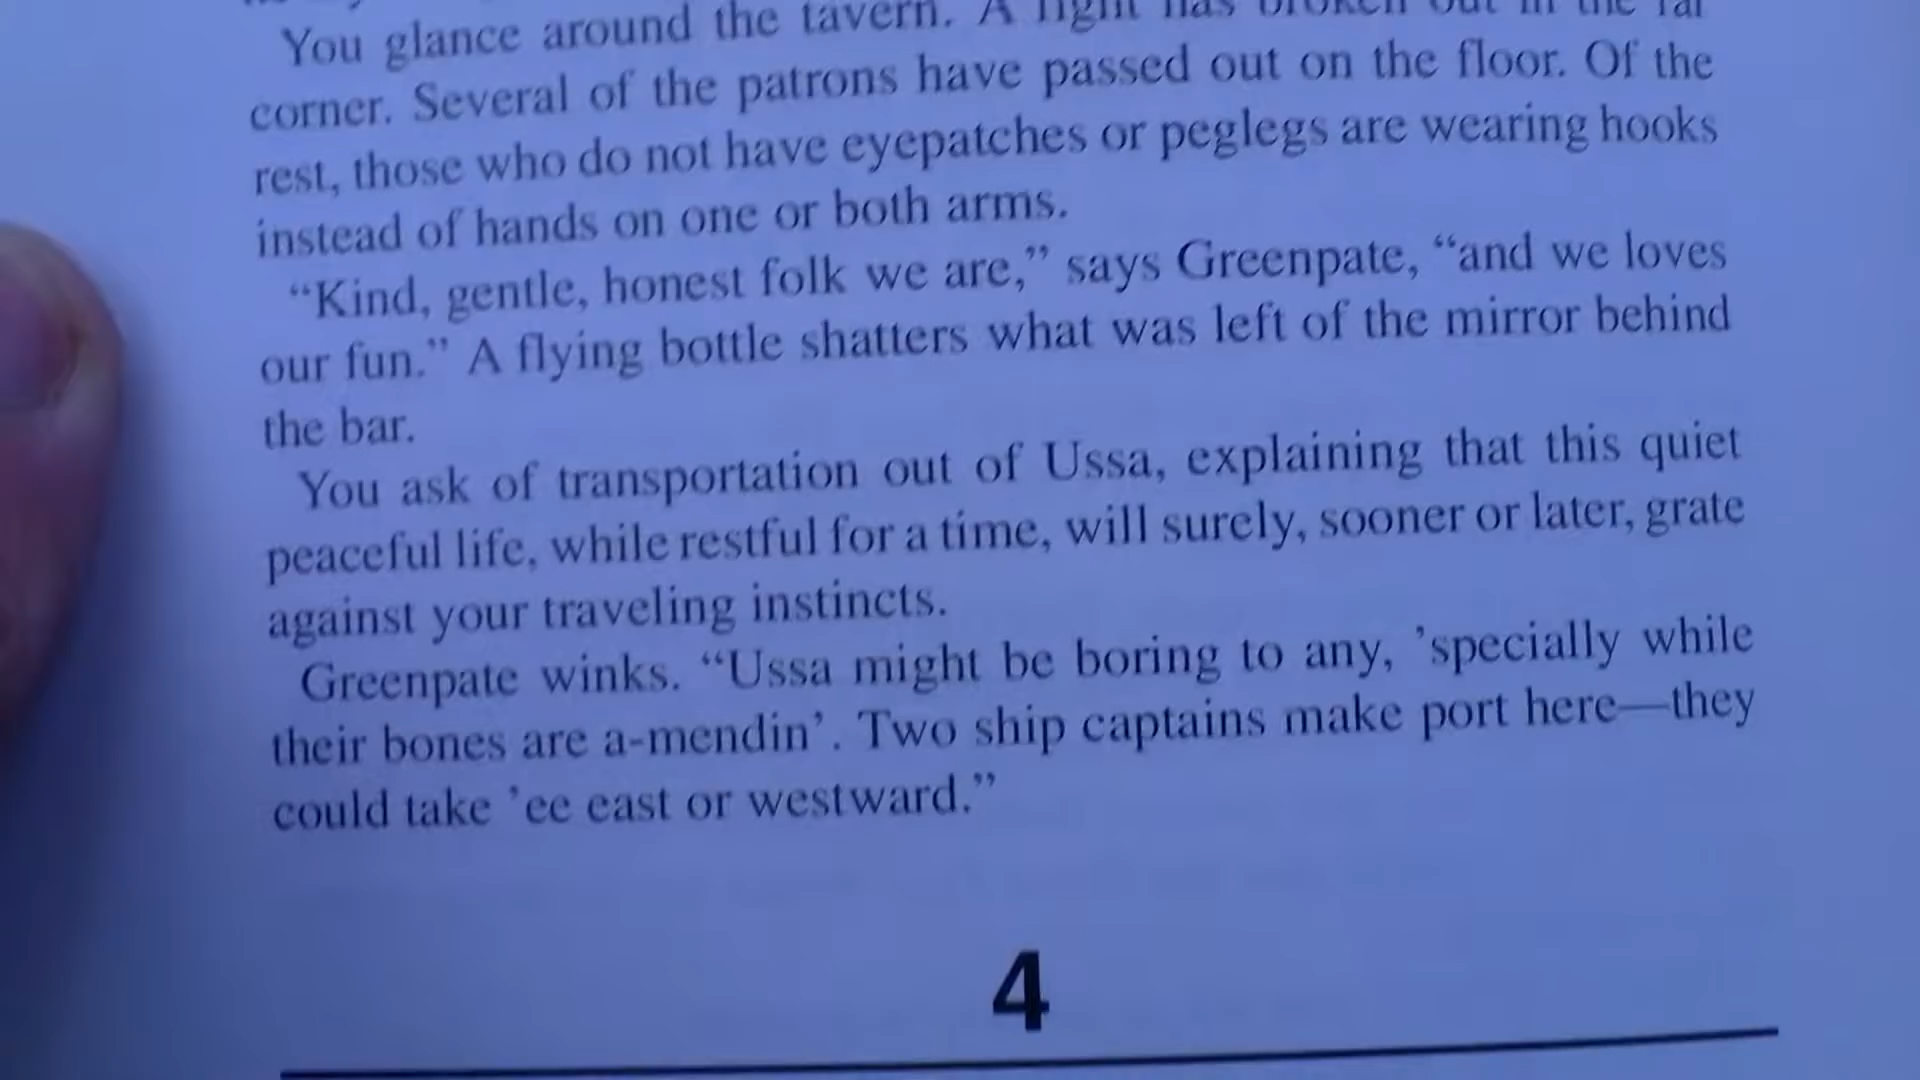 You glance around the tavern. A fight has broken out in the far
corner. Several of the patrons have passed out on the floor. Of the
rest, those who do not have eyepatches or peglegs are wearing hooks
instead of hands on one or both arms.
“Kind, gentle, honest folk we are,” says Greenpate, “and we loves
our fun.” A flying bottle shatters what was left of the mirror behind
the bar.
You ask of transportation out of Ussa, explaining that this quiet
peaceful life, while restful for a time, will surely, sooner or later, grate
against your traveling instincts.
Greenpate winks. “Ussa might be boring to any, ’specially while
their bones are a-mendin’. Two ship captains make port here—they
could take ’ee east or westward.”
4